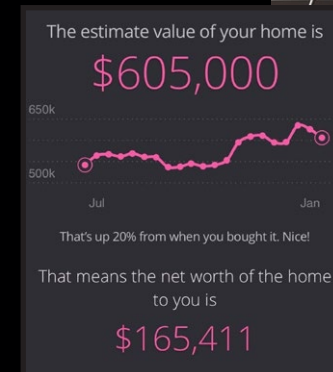 The estimate value of your home is
$605,000
650k
500k
Jul
Jan
That's up 20% from when you bought it. Nice!
That means the net worth of the home
to you is
$165,411